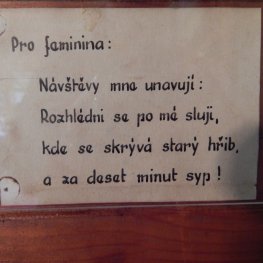 Pro feminina:
Návštěvy mne unavují:
Rozhlédni se po mé sluji,
kde se skrývá starý hřib,
a za deset minut syp!